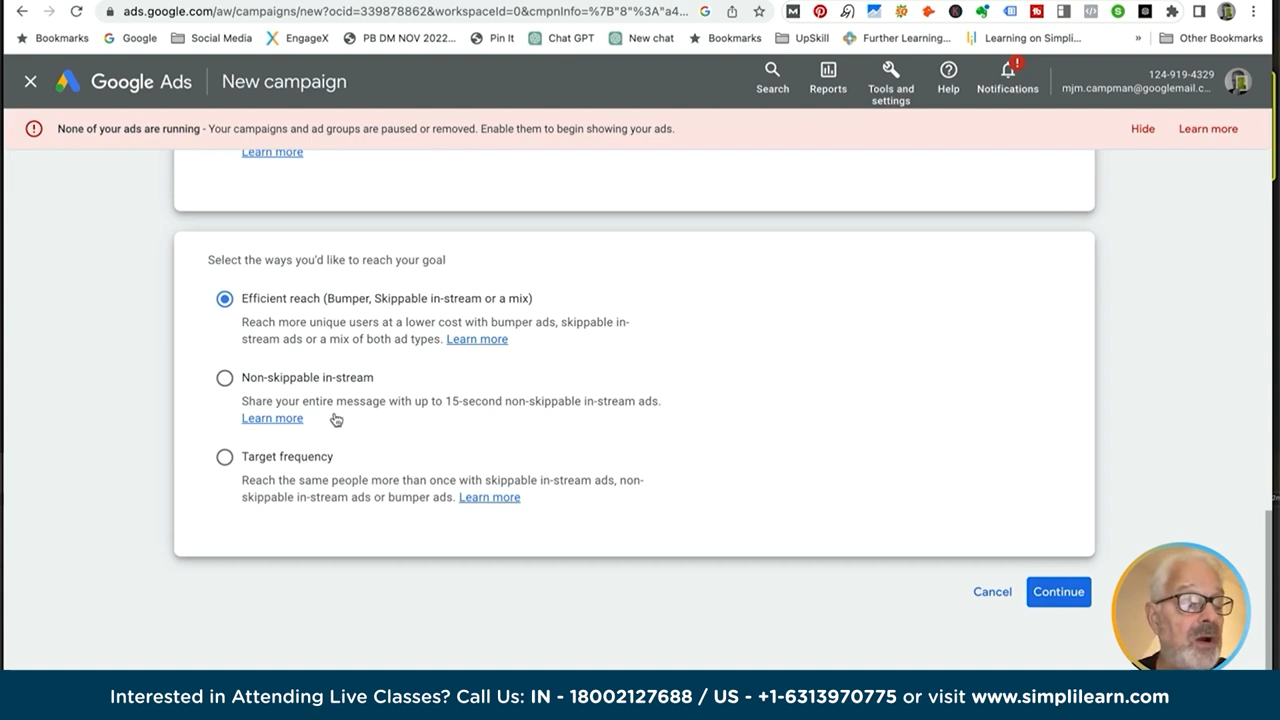 ads.google.com/aw/campaigns/new?ocid=339878862&workspaceId=0&cmpnInfo=%7B"8"%3A"a4...
Bookmarks
Google
Social Media
EngageX
PB DM NOV 2022...
Pin It
Chat GPT
New chat
Bookmarks
UpSkill
Further Learning...
Learning on Simpli...
»
Other Bookmarks
Google Ads
New campaign
Search
Reports
Tools and settings
Help
Notifications
124-919-4329
mjm.campman@googlemail.c...
None of your ads are running - Your campaigns and ad groups are paused or removed. Enable them to begin showing your ads.
Hide
Learn more
Learn more
Select the ways you'd like to reach your goal
Efficient reach (Bumper, Skippable in-stream or a mix)
Reach more unique users at a lower cost with bumper ads, skippable in-
stream ads or a mix of both ad types. Learn more
Non-skippable in-stream
Share your entire message with up to 15-second non-skippable in-stream ads.
Learn more
Target frequency
Reach the same people more than once with skippable in-stream ads, non-
skippable in-stream ads or bumper ads. Learn more
Cancel
Continue
Interested in Attending Live Classes? Call Us: IN - 18002127688 / US - +1-6313970775 or visit www.simplilearn.com